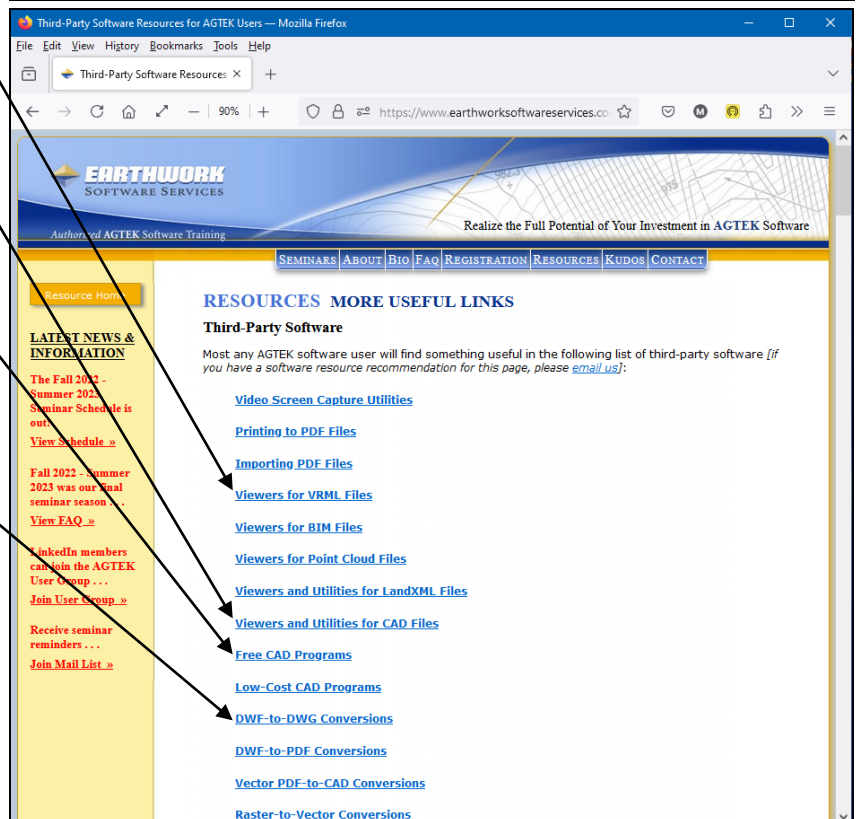 Third-Party Software Resources for AGTEK Users — Mozilla Firefox
File Edit View History Bookmarks Tools Help
Third-Party Software Resources
90%
https://www.earthworksoftwareservices.co
EARTHWORK
SOFTWARE SERVICES
982.3
975
Authorized AGTEK Software Training
Realize the Full Potential of Your Investment in AGTEK Software
SEMINARS ABOUT BIO FAQ REGISTRATION RESOURCES KUDOS CONTACT
Resource Home
RESOURCES MORE USEFUL LINKS
Third-Party Software
Most any AGTEK software user will find something useful in the following list of third-party software [if
you have a software resource recommendation for this page, please email us]:
Video Screen Capture Utilities
Printing to PDF Files
Importing PDF Files
Viewers for VRML Files
Viewers for BIM Files
Viewers for Point Cloud Files
Viewers and Utilities for LandXML Files
Viewers and Utilities for CAD Files
Free CAD Programs
Low-Cost CAD Programs
DWF-to-DWG Conversions
DWF-to-PDF Conversions
Vector PDF-to-CAD Conversions
Raster-to-Vector Conversions
LATEST NEWS &
INFORMATION
The Fall 2022 -
Summer 2023
Seminar Schedule is
out.
View Schedule »
Fall 2022 - Summer
2023 was our final
seminar season . . .
View FAQ »
LinkedIn members
can join the AGTEK
User Group . . .
Join User Group »
Receive seminar
reminders . . .
Join Mail List »